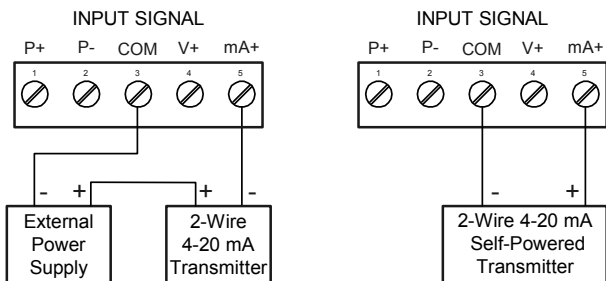 INPUT SIGNAL
P+ P- COM V+ mA+
1 2 3 4 5
- + + -
External
Power
Supply
2-Wire
4-20 mA
Transmitter
INPUT SIGNAL
P+ P- COM V+ mA+
1 2 3 4 5
- +
2-Wire 4-20 mA
Self-Powered
Transmitter